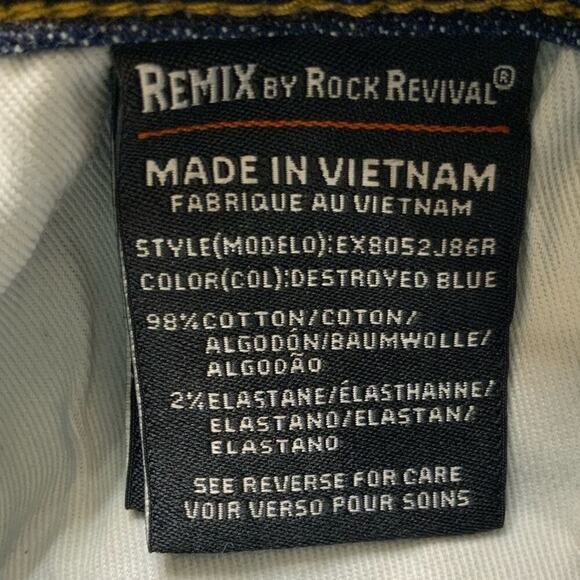 REMIX BY ROCK REVIVAL®
MADE IN VIETNAM
FABRIQUE AU VIETNAM
STYLE(MODELO):EX8052J86R
COLOR(COL):DESTROYED BLUE
98%COTTON/COTON/
ALGODÓN/BAUMWOLLE/
ALGODÃO
2%ELASTANE/ÉLASTHANNE/
ELASTANO/ELASTAN/
ELASTANO
SEE REVERSE FOR CARE
VOIR VERSO POUR SOINS